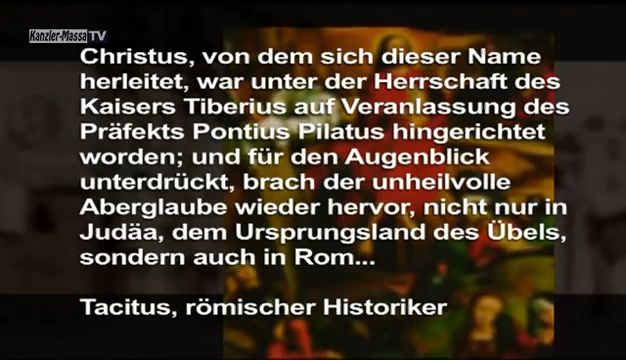 Kanzler-Massa TV
Christus, von dem sich dieser Name
herleitet, war unter der Herrschaft des
Kaisers Tiberius auf Veranlassung des
Präfekts Pontius Pilatus hingerichtet
worden; und für den Augenblick
unterdrückt, brach der unheilvolle
Aberglaube wieder hervor, nicht nur in
Judäa, dem Ursprungsland des Übels,
sondern auch in Rom...
Tacitus, römischer Historiker